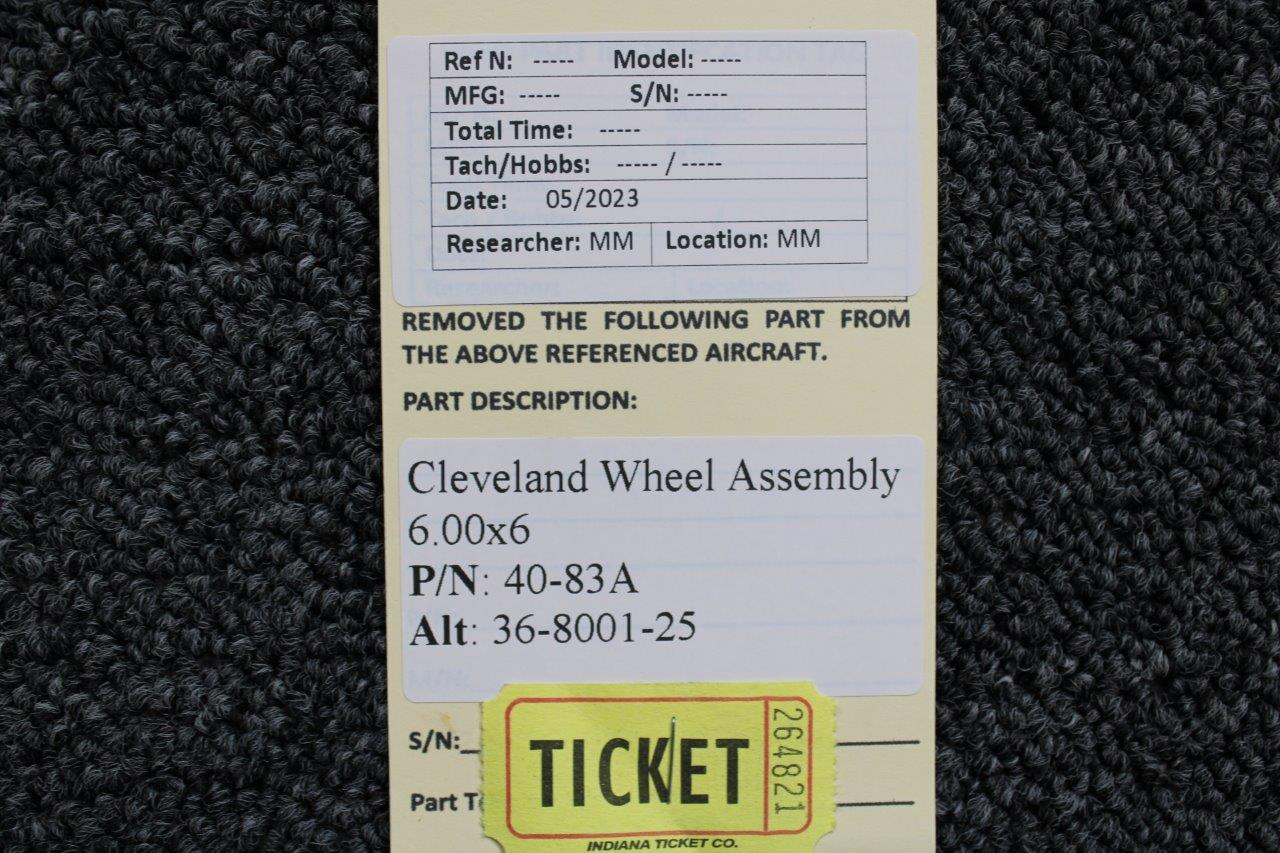 Ref N: ----- Model: -----
MFG: ----- S/N: -----
Total Time: -----
Tach/Hobbs: ----- / -----
Date: 05/2023
Researcher: MM Location: MM
REMOVED THE FOLLOWING PART FROM
THE ABOVE REFERENCED AIRCRAFT.
PART DESCRIPTION:
Cleveland Wheel Assembly
6.00x6
P/N: 40-83A
Alt: 36-8001-25
S/N:_
Part T
TICKET
264821
INDIANA TICKET CO.